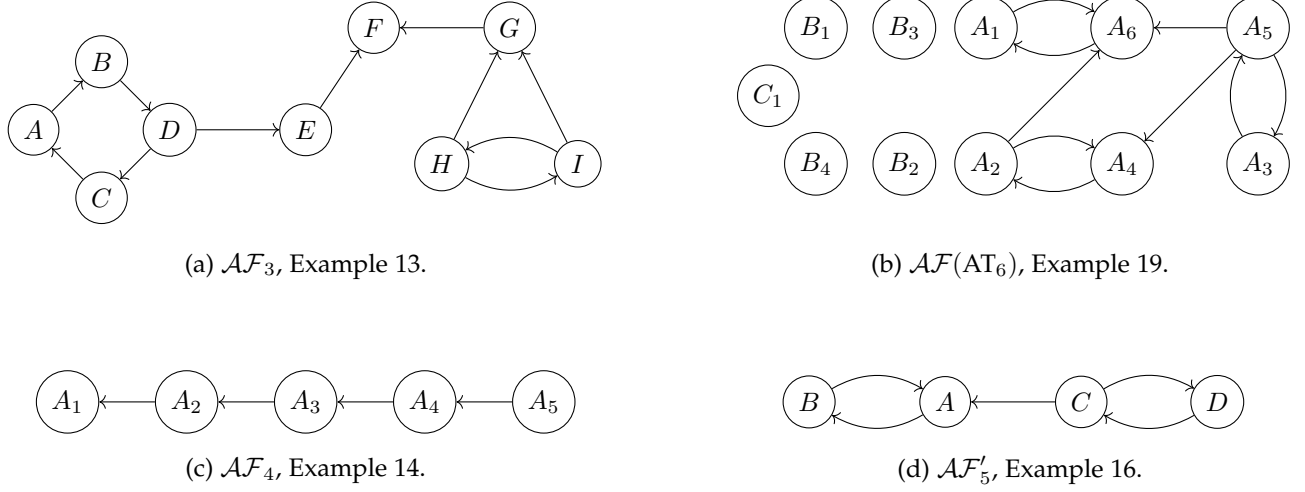 F G B₁ B₃ A₁ A₆ A₅
B
C₁
A D E
H I B₄ B₂ A₂ A₄ A₃
C
(a) 𝒜ℱ₃, Example 13.
(b) 𝒜ℱ(AT₆), Example 19.
A₁ A₂ A₃ A₄ A₅
B A C D
(c) 𝒜ℱ₄, Example 14.
(d) 𝒜ℱ′₅, Example 16.